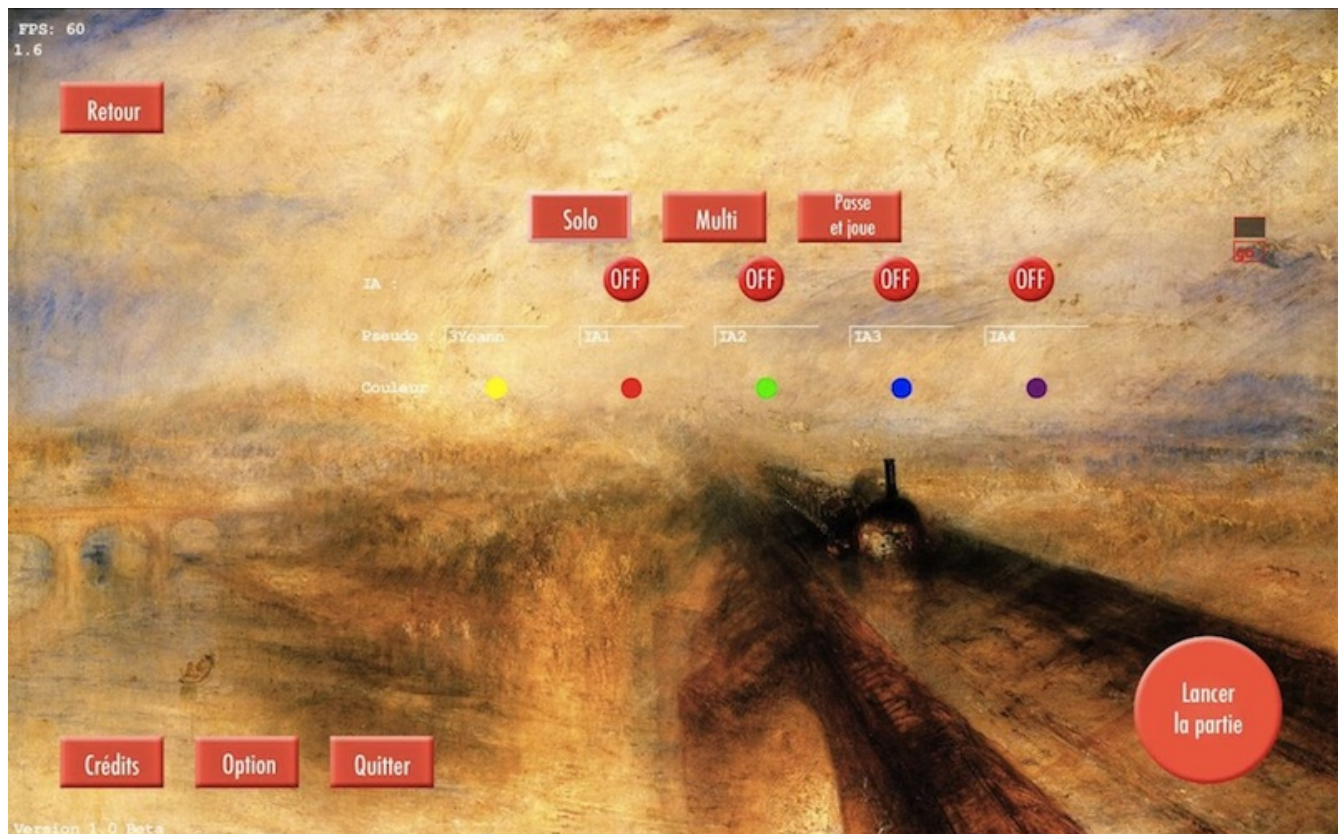 FPS: 60
1.6
Retour
Solo
Multi
Passe
et joue
IA :
OFF
OFF
OFF
OFF
Pseudo : 3Yoann
IA1
IA2
IA3
IA4
Couleur :
Lancer
la partie
Crédits
Option
Quitter
Version 1.0 Beta